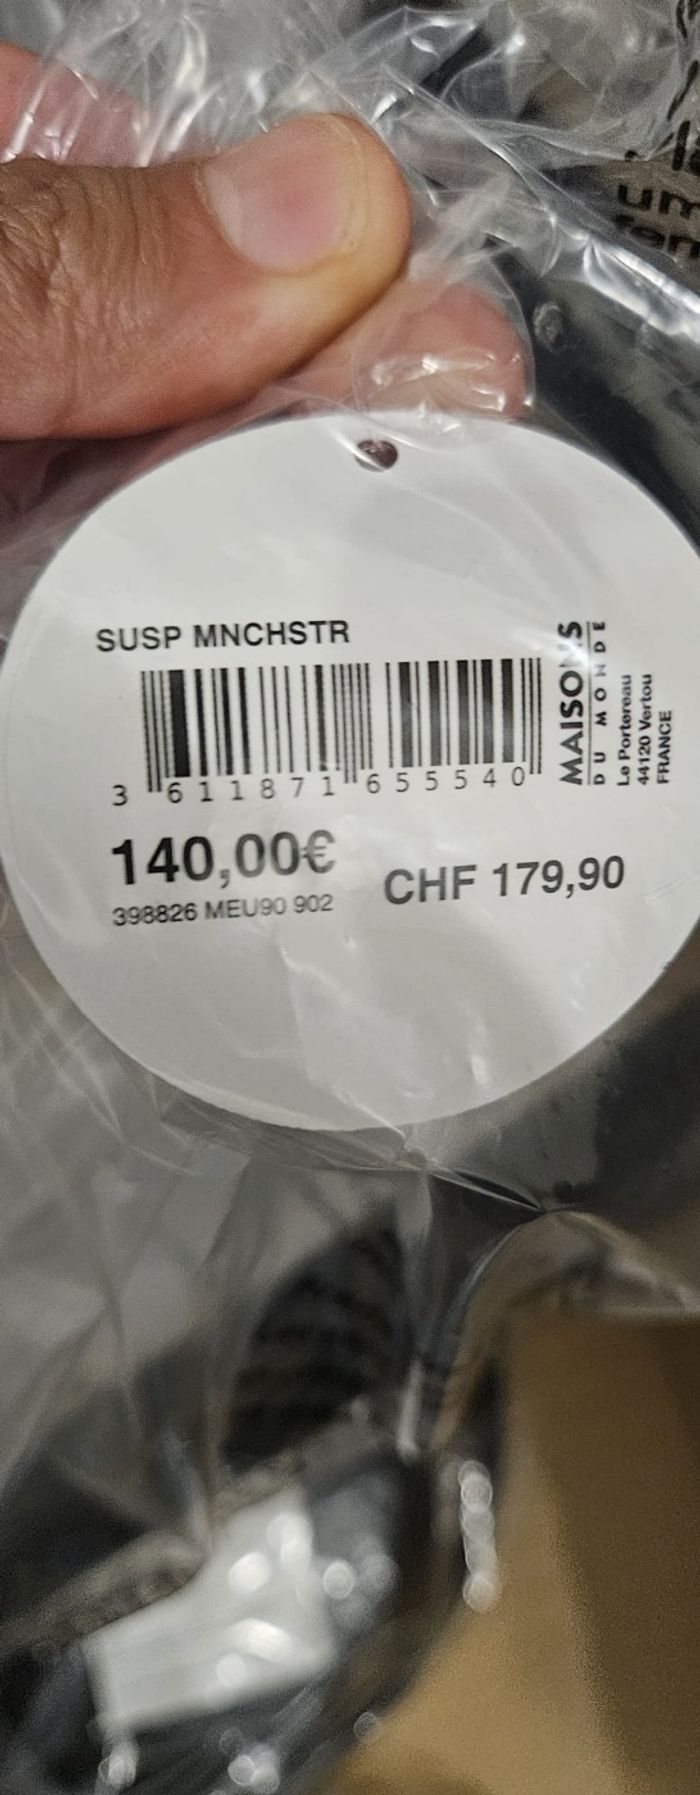 SUSP MNCHSTR
3 611871 655540
MAISONS
DU MONDE
Le Portereau
44120 Vertou
FRANCE
140,00€
CHF 179,90
398826 MEU90 902